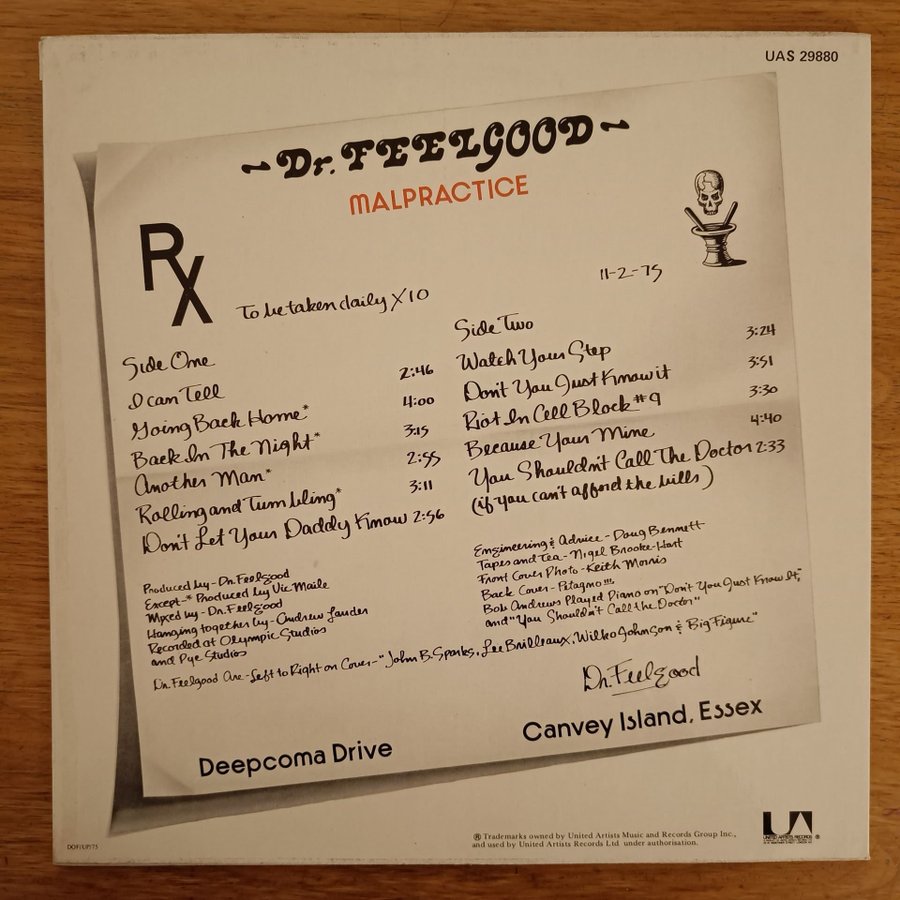 UAS 29880
~Dr. FEELGOOD~
MALPRACTICE
RX
To be taken daily X10
11-2-75
Side One
I can Tell 2:46
Going Back Home* 4:00
Back In The Night* 3:15
Another Man* 2:55
Rolling and Tumbling* 3:11
Don't Let Your Daddy Know 2:56
Side Two
Watch Your Step 3:24
Don't You Just Know it 3:51
Riot In Cell Block #9 3:30
Because Your Mine 4:40
You Shouldn't Call The Doctor 2:33
(if you can't afford the bills)
Produced by - Dr. Feelgood
Except - * Produced by Vic Maile
Mixed by - Dr. Feelgood
Hanging together by - Andrew Lauder
Recorded at Olympic Studios
and Pye Studios
Engineering & Advice - Doug Bennett
Tapes and Tea - Nigel Brooke-Hart
Front Cover Photo - Keith Morris
Back Cover - Patagno!!!,
Bob Andrews Played Piano on "Don't You Just Know It,"
and "You Shouldn't Call the Doctor"
Dr. Feelgood Are - Left to Right on Cover - "John B. Sparks, Lee Brilleaux, Wilko Johnson & Big Figure"
Dr. Feelgood
Deepcoma Drive
Canvey Island, Essex
DOF/UP/75
® Trademarks owned by United Artists Music and Records Group Inc.,
and used by United Artists Records Ltd under authorisation.
UA
UNITED ARTISTS RECORDS ®